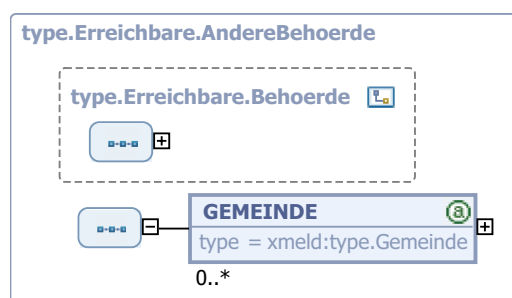 type.Erreichbare.AndereBehoerde
type.Erreichbare.Behoerde
GEMEINDE
type = xmeld:type.Gemeinde
0..*